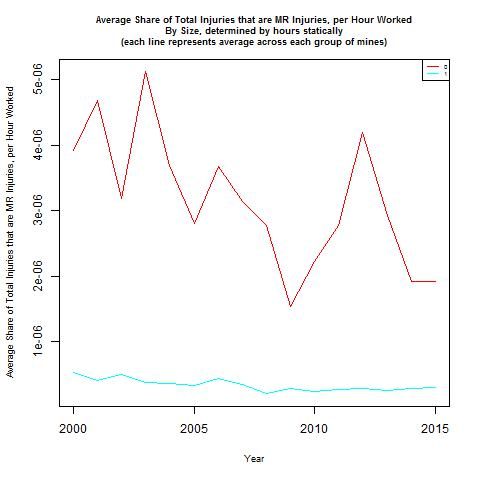 Average Share of Total Injuries that are MR Injuries, per Hour Worked
By Size, determined by hours statically
(each line represents average across each group of mines)
0
1
5e-06
4e-06
3e-06
2e-06
1e-06
Average Share of Total Injuries that are MR Injuries, per Hour Worked
2000
2005
2010
2015
Year